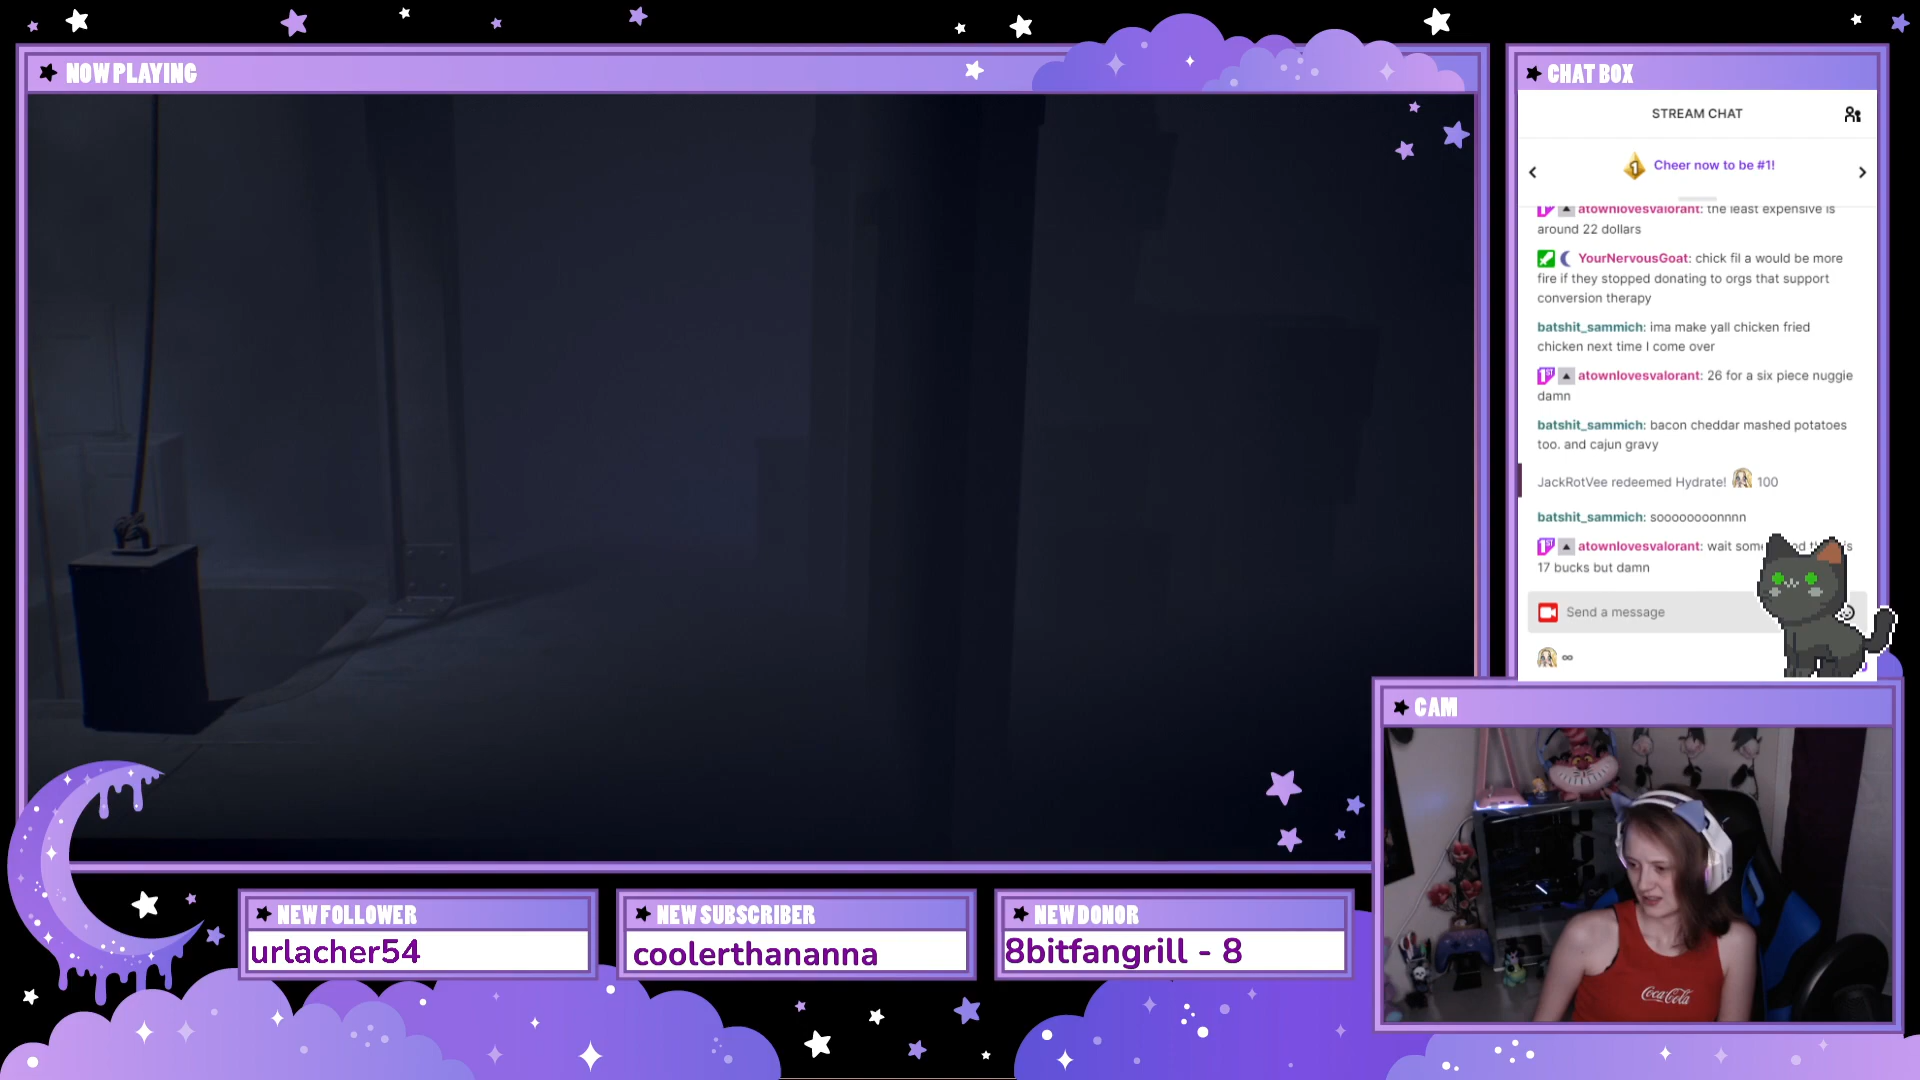 NOW PLAYING
CHAT BOX
STREAM CHAT
1 Cheer now to be #1!
1ST atownlovesvalorant: the least expensive is
around 22 dollars
YourNervousGoat: chick fil a would be more
fire if they stopped donating to orgs that support
conversion therapy
batshit_sammich: ima make yall chicken fried
chicken next time I come over
1ST atownlovesvalorant: 26 for a six piece nuggie
damn
batshit_sammich: bacon cheddar mashed potatoes
too. and cajun gravy
JackRotVee redeemed Hydrate! 100
batshit_sammich: soooooooonnnn
1ST atownlovesvalorant: wait
17 bucks but damn
Send a message
∞
CAM
Coca-Cola
NEW FOLLOWER
urlacher54
NEW SUBSCRIBER
coolerthananna
NEW DONOR
8bitfangrill - 8